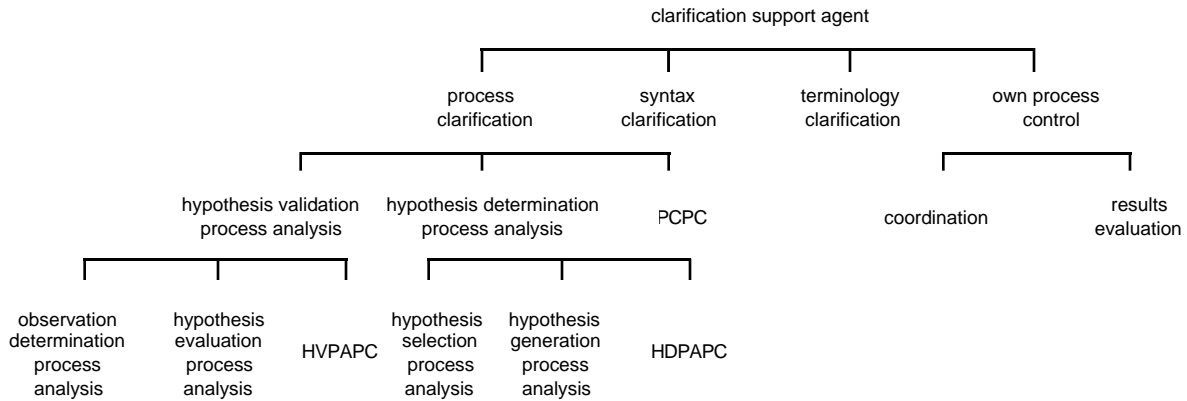 clarification support agent
process
clarification
syntax
clarification
terminology
clarification
own process
control
hypothesis validation
process analysis
hypothesis determination
process analysis
PCPC
coordination
results
evaluation
observation
determination
process
analysis
hypothesis
evaluation
process
analysis
HVPAPC
hypothesis
selection
process
analysis
hypothesis
generation
process
analysis
HDPAPC